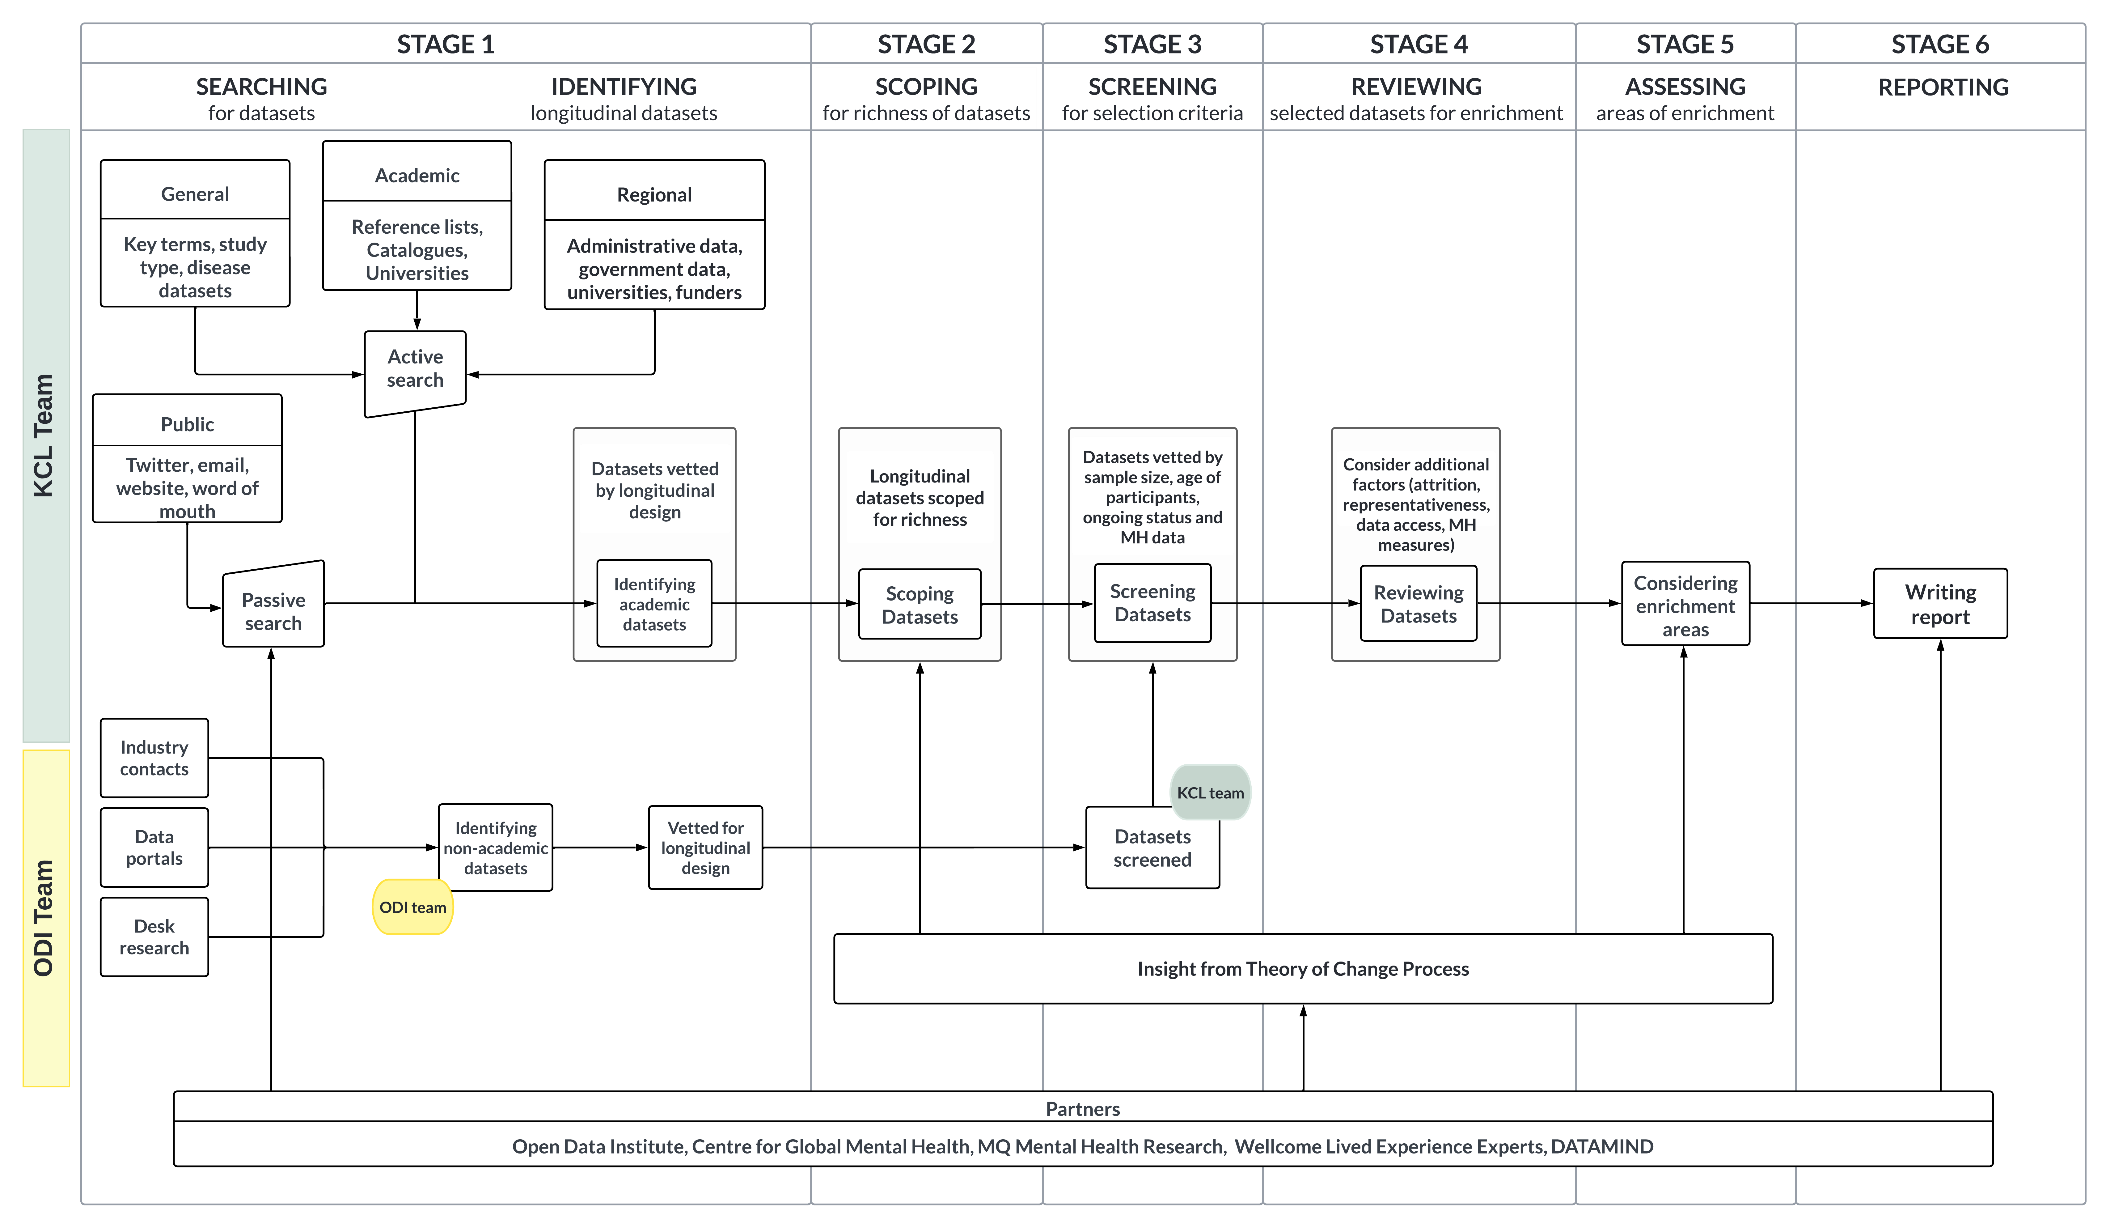 STAGE 1
STAGE 2
STAGE 3
STAGE 4
STAGE 5
STAGE 6
SEARCHING
for datasets
IDENTIFYING
longitudinal datasets
SCOPING
for richness of datasets
SCREENING
for selection criteria
REVIEWING
selected datasets for enrichment
ASSESSING
areas of enrichment
REPORTING
KCL Team
General
Key terms, study
type, disease
datasets
Academic
Reference lists,
Catalogues,
Universities
Regional
Administrative data,
government data,
universities, funders
Active
search
Public
Twitter, email,
website, word of
mouth
Passive
search
Datasets vetted
by longitudinal
design
Identifying
academic
datasets
Longitudinal
datasets scoped
for richness
Scoping
Datasets
Datasets vetted by
sample size, age of
participants,
ongoing status and
MH data
Screening
Datasets
Consider additional
factors (attrition,
representativeness,
data access, MH
measures)
Reviewing
Datasets
Considering
enrichment
areas
Writing
report
ODI Team
Industry
contacts
Data
portals
Desk
research
Identifying
non-academic
datasets
ODI team
Vetted for
longitudinal
design
KCL team
Datasets
screened
Insight from Theory of Change Process
Partners
Open Data Institute, Centre for Global Mental Health, MQ Mental Health Research, Wellcome Lived Experience Experts, DATAMIND